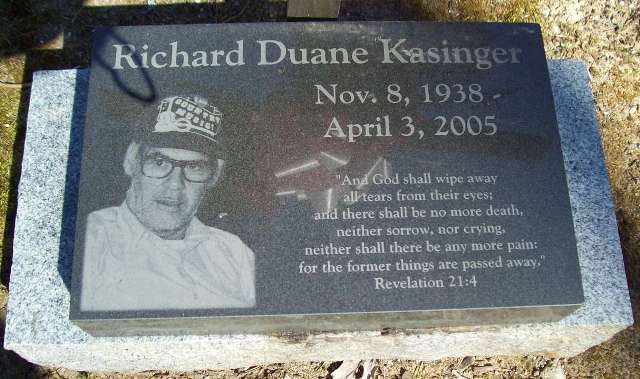 Richard Duane Kasinger
Nov. 8, 1938 -
April 3, 2005
COUNTRY
MUSIC
"And God shall wipe away
all tears from their eyes;
and there shall be no more death,
neither sorrow, nor crying,
neither shall there be any more pain:
for the former things are passed away."
Revelation 21:4